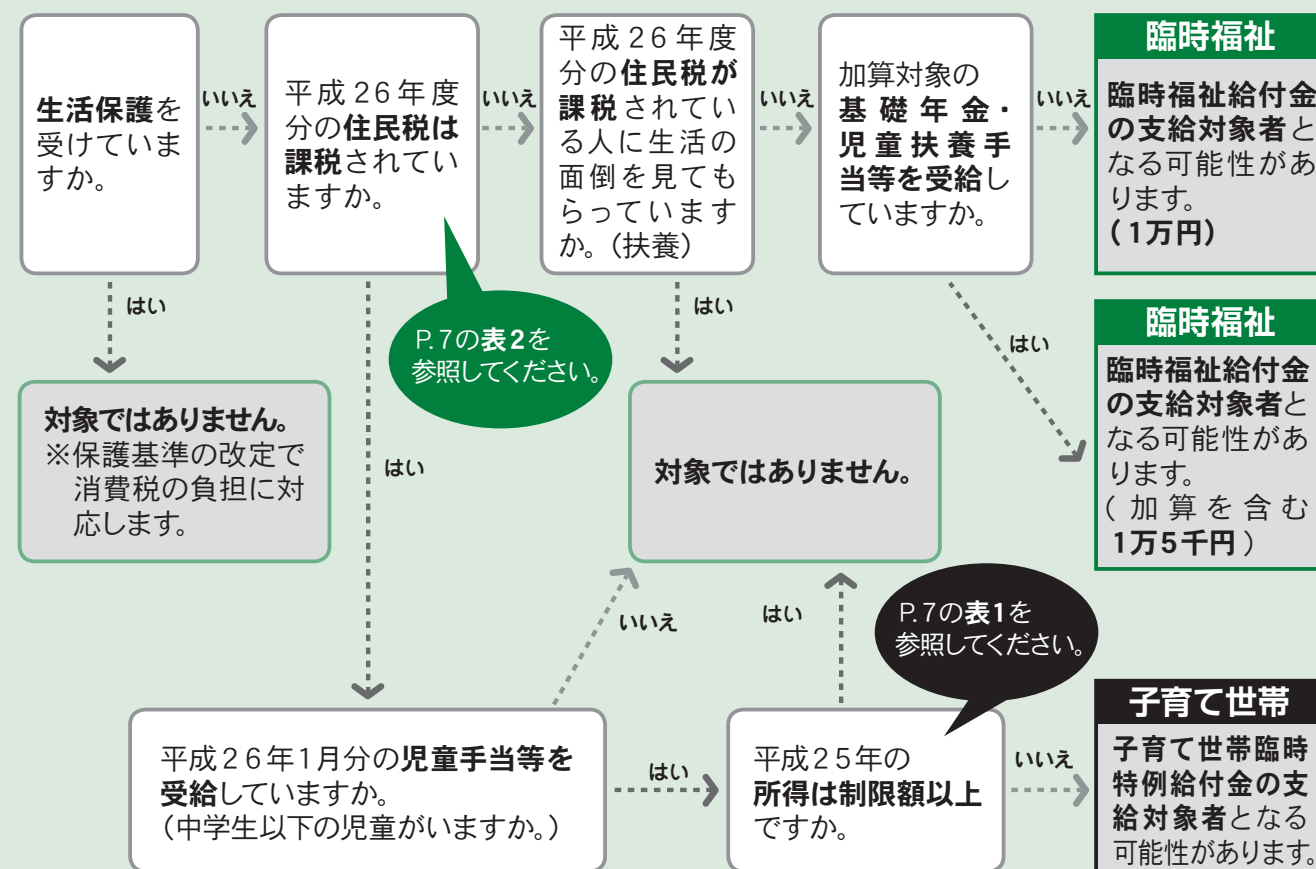 生活保護を
受けていま
すか。
いいえ
平成26年度
分の住民税は
課税されてい
ますか。
いいえ
平成26年度
分の住民税が
課税されてい
る人に生活の
面倒を見ても
らっています
か。（扶養）
いいえ
加算対象の
基礎年金・
児童扶養手
当等を受給し
ていますか。
いいえ
臨時福祉
臨時福祉給付金
の支給対象者と
なる可能性があ
ります。
（1万円）
はい
はい
P.7の表2を
参照してください。
はい
はい
臨時福祉
臨時福祉給付金
の支給対象者と
なる可能性があ
ります。
（加算を含む
1万5千円）
対象ではありません。
※保護基準の改定で
消費税の負担に対
応します。
対象ではありません。
いいえ
はい
P.7の表1を
参照してください。
平成26年1月分の児童手当等を
受給していますか。
（中学生以下の児童がいますか。）
はい
平成25年の
所得は制限額以上
ですか。
いいえ
子育て世帯
子育て世帯臨時
特例給付金の支
給対象者となる
可能性があります。